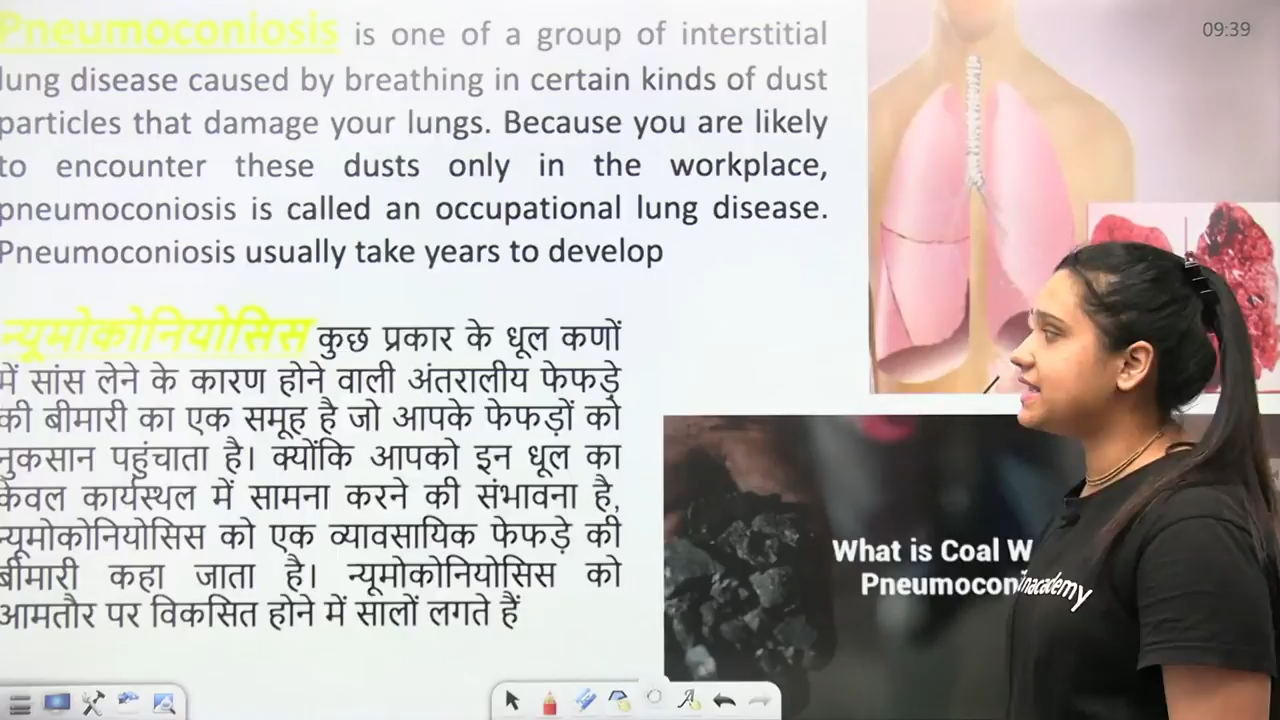 09:39
Pneumoconiosis is one of a group of interstitial
lung disease caused by breathing in certain kinds of dust
particles that damage your lungs. Because you are likely
to encounter these dusts only in the workplace,
pneumoconiosis is called an occupational lung disease.
Pneumoconiosis usually take years to develop
न्यूमोकोनियोसिस कुछ प्रकार के धूल कणों
में सांस लेने के कारण होने वाली अंतरालीय फेफड़े
की बीमारी का एक समूह है जो आपके फेफड़ों को
नुकसान पहुंचाता है। क्योंकि आपको इन धूल का
केवल कार्यस्थल में सामना करने की संभावना है,
न्यूमोकोनियोसिस को एक व्यावसायिक फेफड़े की
बीमारी कहा जाता है। न्यूमोकोनियोसिस को
आमतौर पर विकसित होने में सालों लगते हैं
What is Coal W
Pneumocon
unacademy